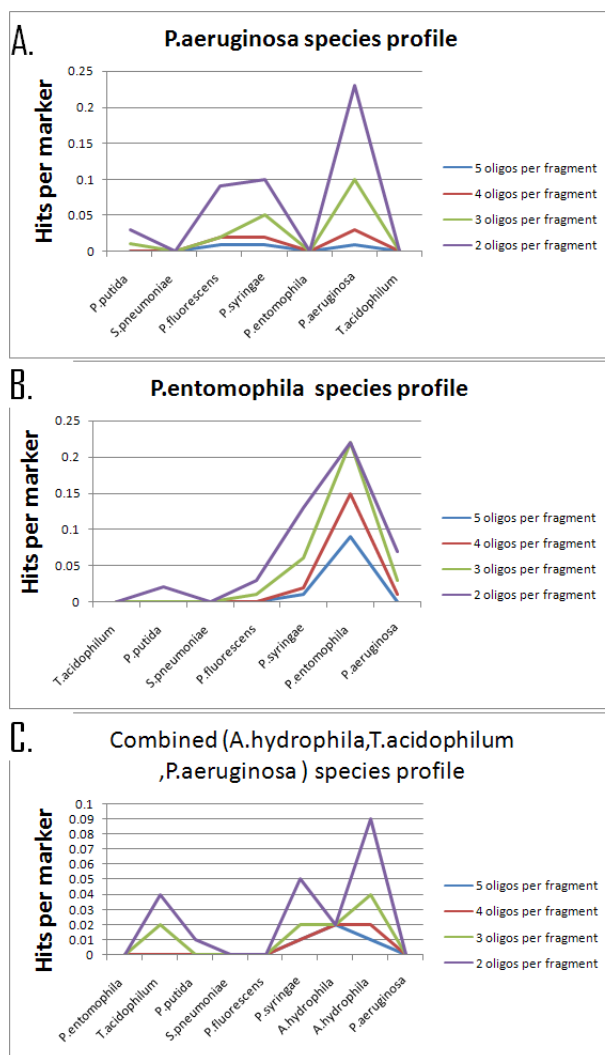 A.
P.aeruginosa species profile
Hits per marker
0.25
0.2
0.15
0.1
0.05
0
P.putida
S.pneumoniae
P.fluorescens
P.syringae
P.entomophila
P.aeruginosa
T.acidophilum
5 oligos per fragment
4 oligos per fragment
3 oligos per fragment
2 oligos per fragment
B.
P.entomophila species profile
Hits per marker
0.25
0.2
0.15
0.1
0.05
0
T.acidophilum
P.putida
S.pneumoniae
P.fluorescens
P.syringae
P.entomophila
P.aeruginosa
5 oligos per fragment
4 oligos per fragment
3 oligos per fragment
2 oligos per fragment
C.
Combined (A.hydrophila,T.acidophilum
,P.aeruginosa ) species profile
Hits per marker
0.1
0.09
0.08
0.07
0.06
0.05
0.04
0.03
0.02
0.01
0
P.entomophila
T.acidophilum
P.putida
S.pneumoniae
P.fluorescens
P.syringae
A.hydrophila
A.hydrophila
P.aeruginosa
5 oligos per fragment
4 oligos per fragment
3 oligos per fragment
2 oligos per fragment